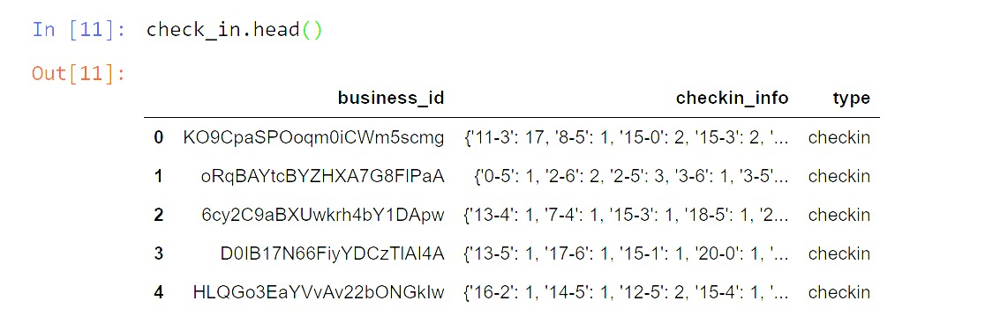 In [11]: check_in.head()
Out[11]:
business_id checkin_info type
0 KO9CpaSPOoqm0iCWm5scmg {'11-3': 17, '8-5': 1, '15-0': 2, '15-3': 2, '... checkin
1 oRqBAYtcBYZHXA7G8FlPaA {'0-5': 1, '2-6': 2, '2-5': 3, '3-6': 1, '3-5'... checkin
2 6cy2C9aBXUwkrh4bY1DApw {'13-4': 1, '7-4': 1, '15-3': 1, '18-5': 1, '2... checkin
3 D0IB17N66FiyYDCzTlAI4A {'13-5': 1, '17-6': 1, '15-1': 1, '20-0': 1, '... checkin
4 HLQGo3EaYVvAv22bONGkIw {'16-2': 1, '14-5': 1, '12-5': 2, '15-4': 1, '... checkin